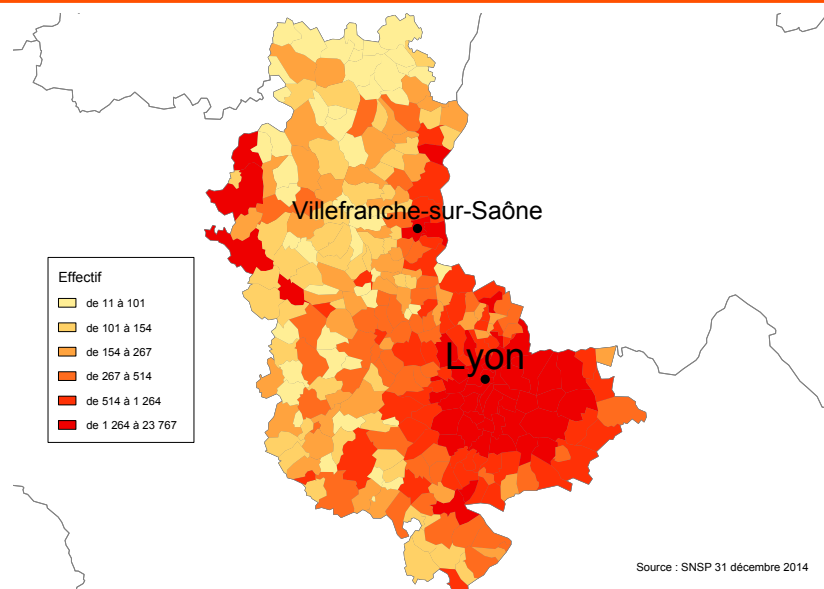 Villefranche-sur-Saône
Effectif
de 11 à 101
de 101 à 154
de 154 à 267
de 267 à 514
de 514 à 1 264
de 1 264 à 23 767
Lyon
Source : SNSP 31 décembre 2014